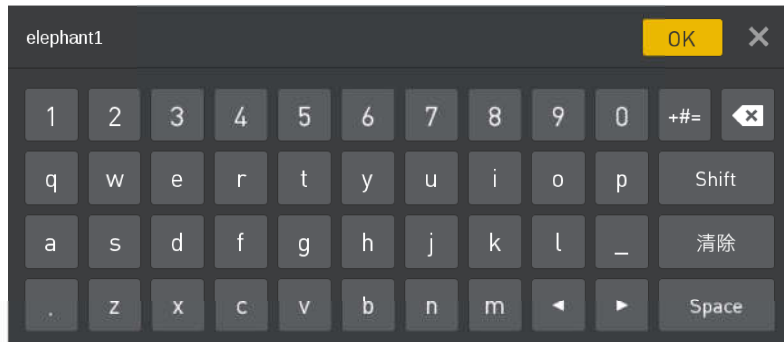 elephant1 OK ×
1 2 3 4 5 6 7 8 9 0 +#=
q w e r t y u i o p Shift
a s d f g h j k l _ 清除
. z x c v b n m ◄ ► Space